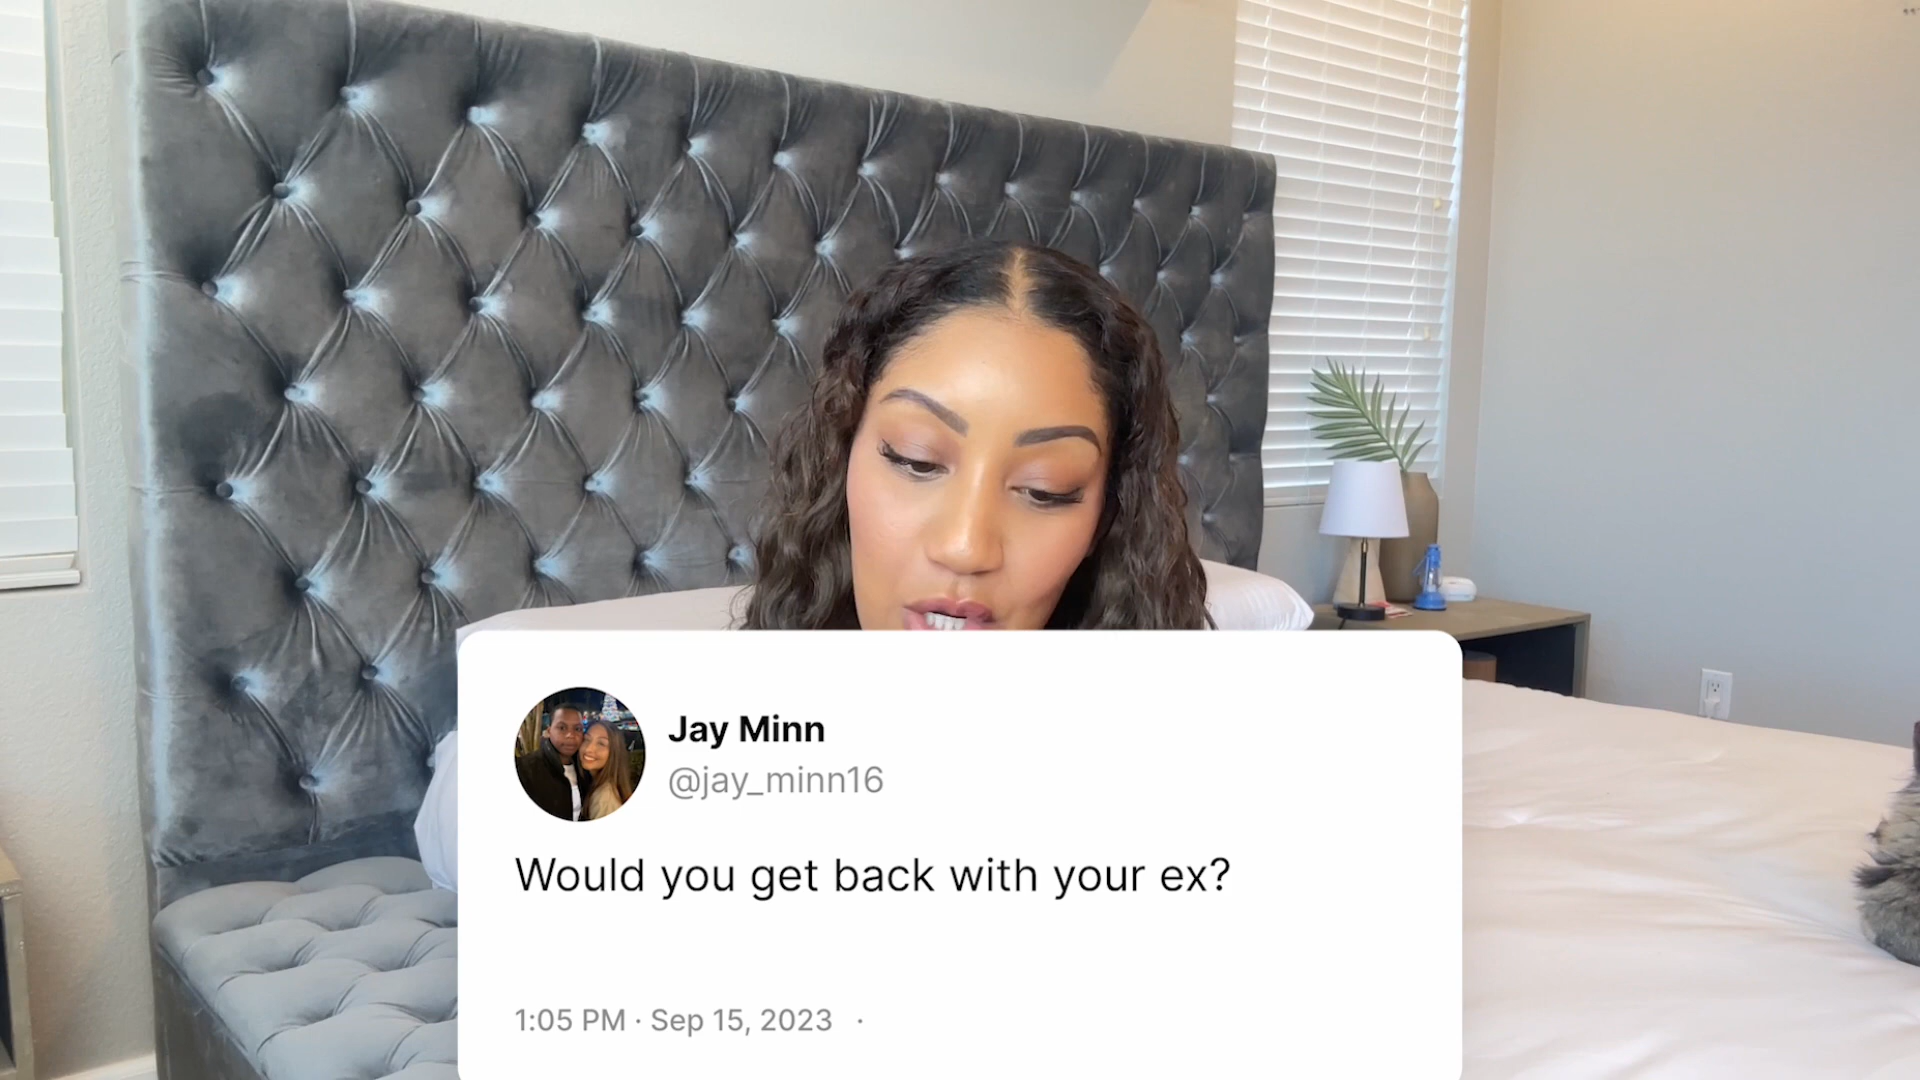 Jay Minn
@jay_minn16
Would you get back with your ex?
1:05 PM · Sep 15, 2023 ·